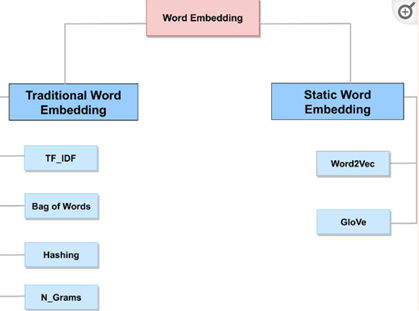 Word Embedding
Traditional Word
Embedding
Static Word
Embedding
TF_IDF
Word2Vec
Bag of Words
GloVe
Hashing
N_Grams